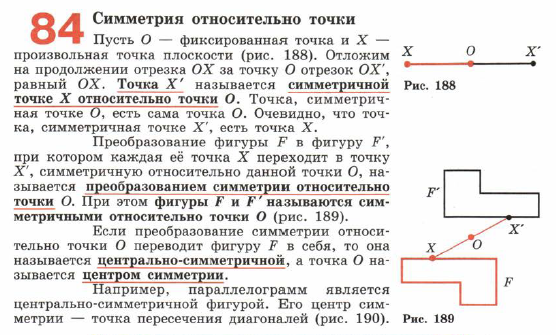 84 Симметрия относительно точки
Пусть O — фиксированная точка и X —
произвольная точка плоскости (рис. 188). Отложим
на продолжении отрезка OX за точку O отрезок OX′,
равный OX. Точка X′ называется симметричной
точке X относительно точки O. Точка, симметрич-
ная точке O, есть сама точка O. Очевидно, что точ-
ка, симметричная точке X′, есть точка X.
Преобразование фигуры F в фигуру F′,
при котором каждая её точка X переходит в точку
X′, симметричную относительно данной точки O, на-
зывается преобразованием симметрии относительно
точки O. При этом фигуры F и F′ называются сим-
метричными относительно точки O (рис. 189).
Если преобразование симметрии относи-
тельно точки O переводит фигуру F в себя, то она
называется центрально-симметричной, а точка O на-
зывается центром симметрии.
Например, параллелограмм является
центрально-симметричной фигурой. Его центр сим-
метрии — точка пересечения диагоналей (рис. 190).
X O X′
Рис. 188
F′
X′
O
X
F
Рис. 189